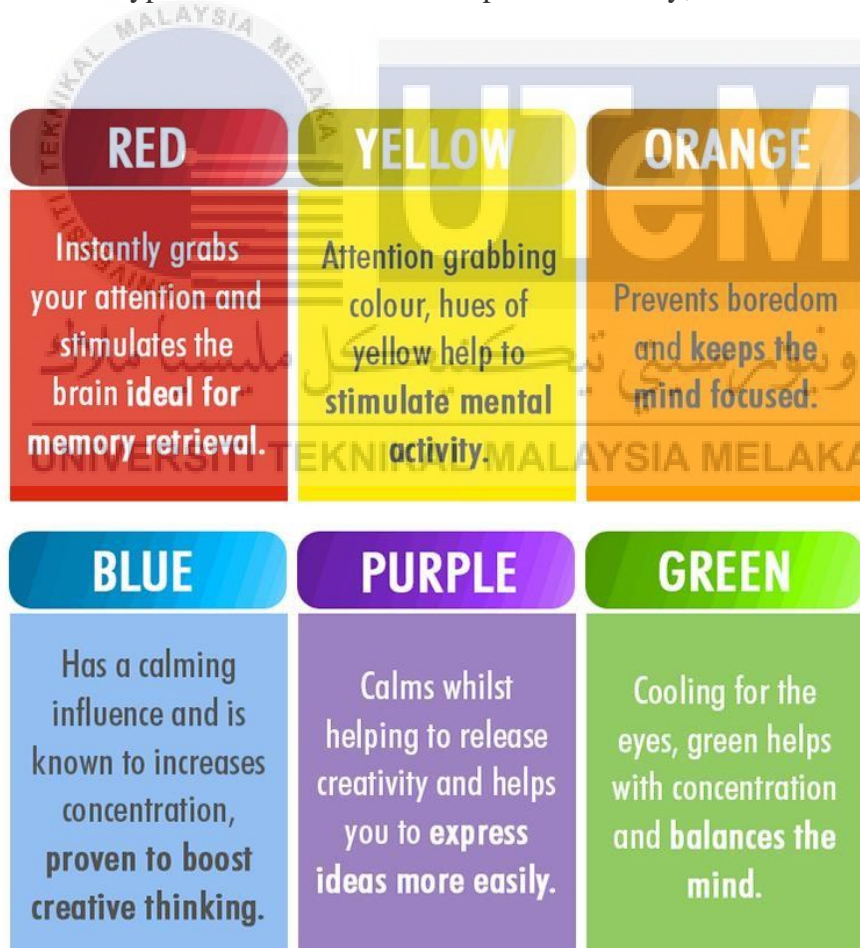 MALAYSIA
UTeM
RED
Instantly grabs
your attention and
stimulates the
brain ideal for
memory retrieval.
YELLOW
Attention grabbing
colour, hues of
yellow help to
stimulate mental
activity.
ORANGE
Prevents boredom
and keeps the
mind focused.
UNIVERSITI TEKNIKAL MALAYSIA MELAKA
BLUE
Has a calming
influence and is
known to increases
concentration,
proven to boost
creative thinking.
PURPLE
Calms whilst
helping to release
creativity and helps
you to express
ideas more easily.
GREEN
Cooling for the
eyes, green helps
with concentration
and balances the
mind.